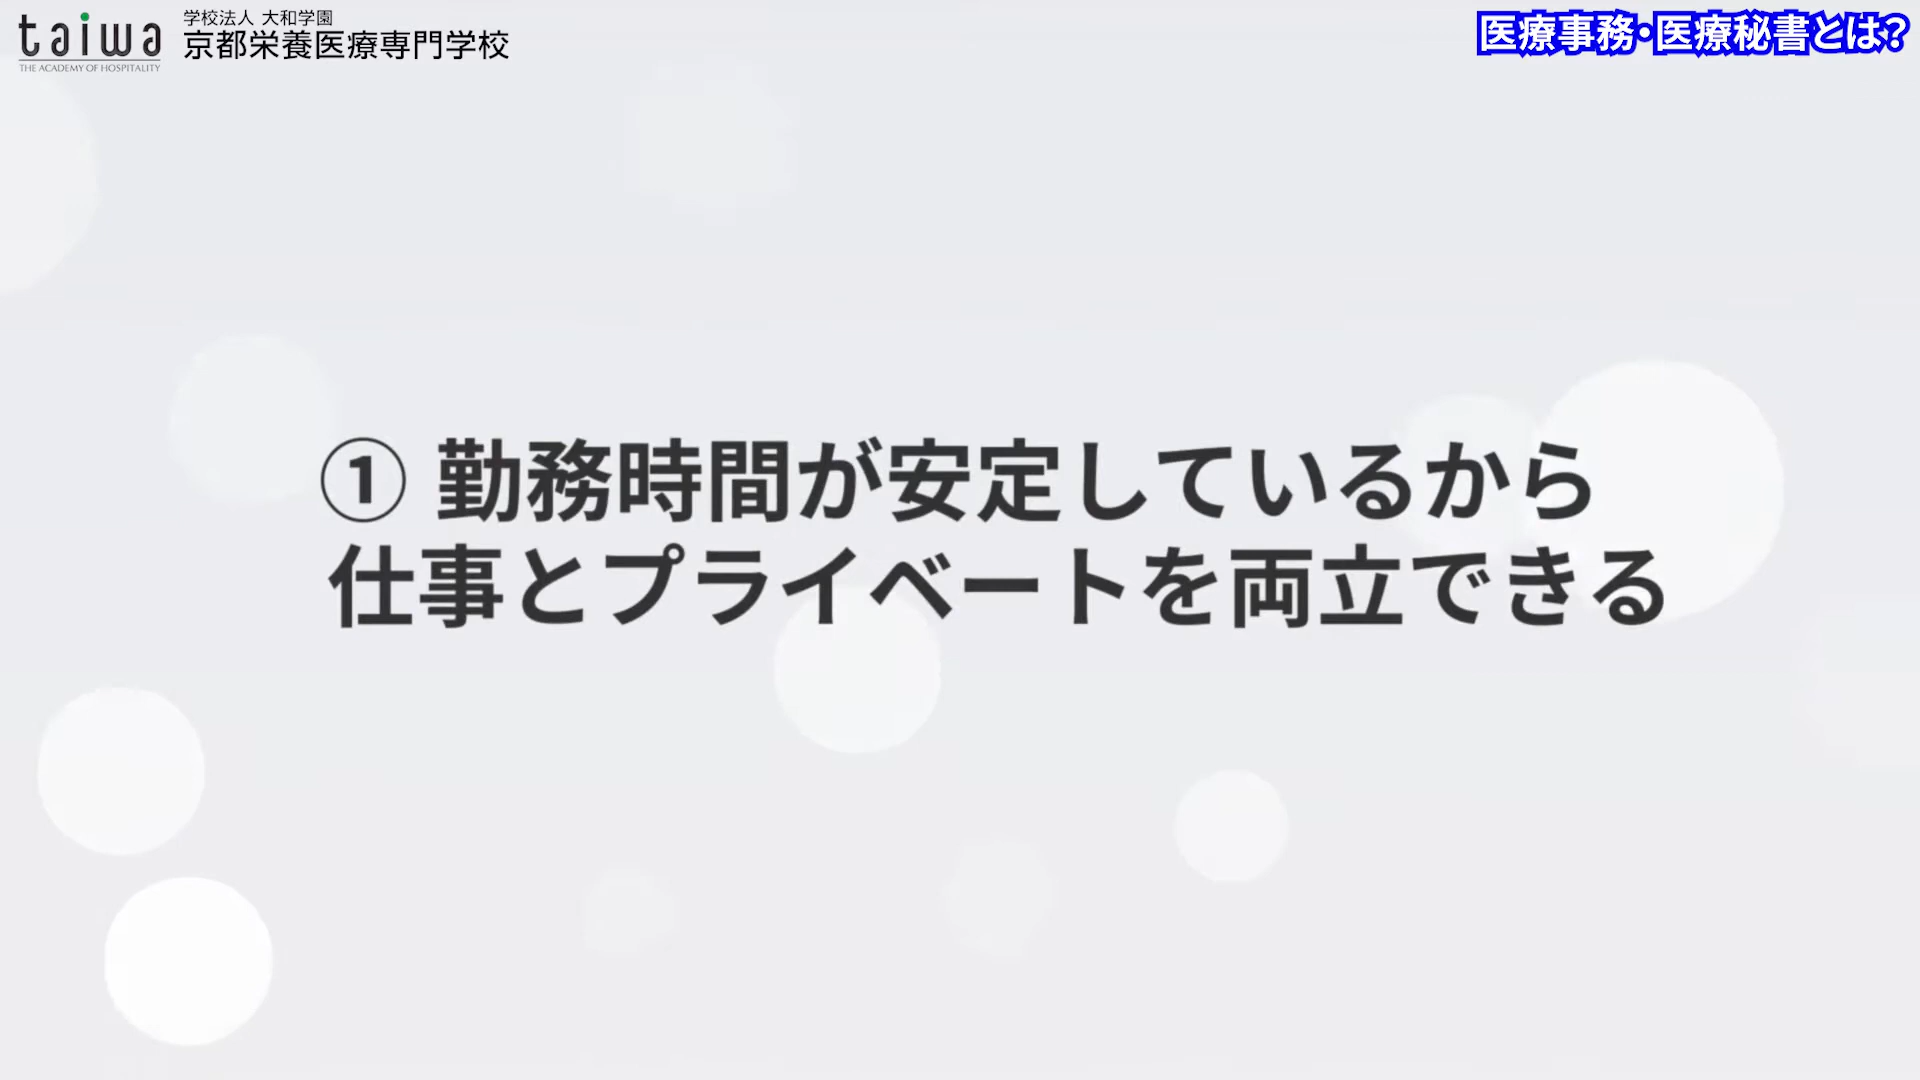 taiwa
THE ACADEMY OF HOSPITALITY
学校法人 大和学園
京都栄養医療専門学校
医療事務・医療秘書とは?
① 勤務時間が安定しているから
仕事とプライベートを両立できる